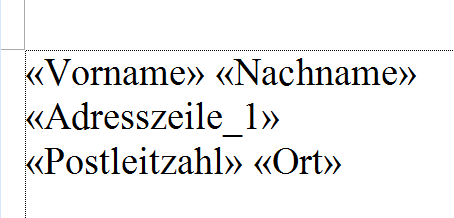 «Vorname» «Nachname»
«Adresszeile_1»
«Postleitzahl» «Ort»